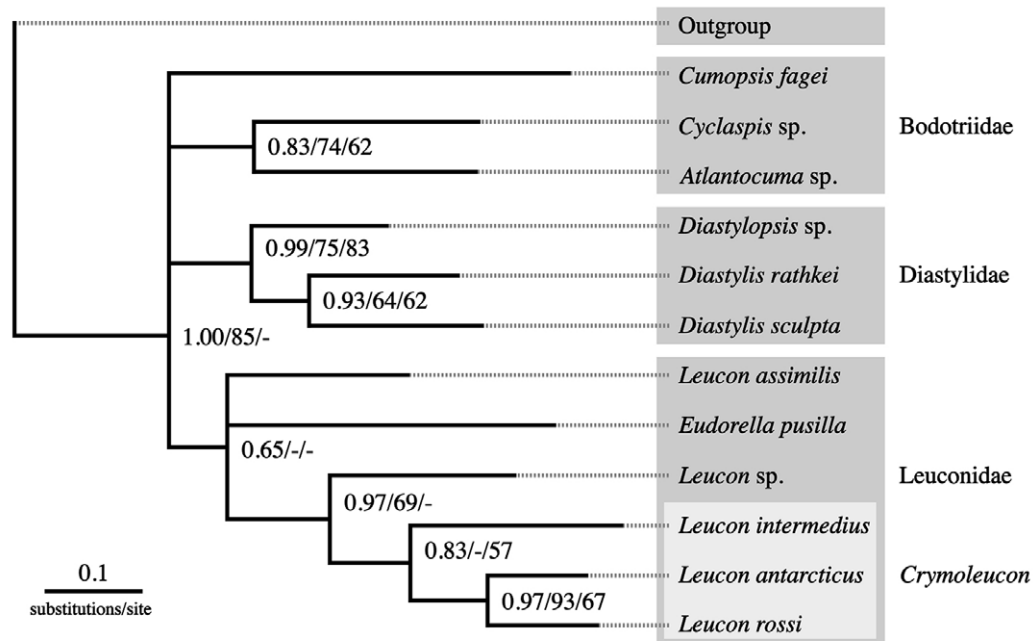 Outgroup
Cumopsis fagei
Cyclaspis sp.
Bodotriidae
0.83/74/62
Atlantocuma sp.
Diastylopsis sp.
0.99/75/83
Diastylis rathkei
Diastylidae
0.93/64/62
Diastylis sculpta
1.00/85/-
Leucon assimilis
Eudorella pusilla
0.65/-/-
Leucon sp.
Leuconidae
0.97/69/-
Leucon intermedius
0.83/-/57
0.1
substitutions/site
Leucon antarcticus
Crymoleucon
0.97/93/67
Leucon rossi